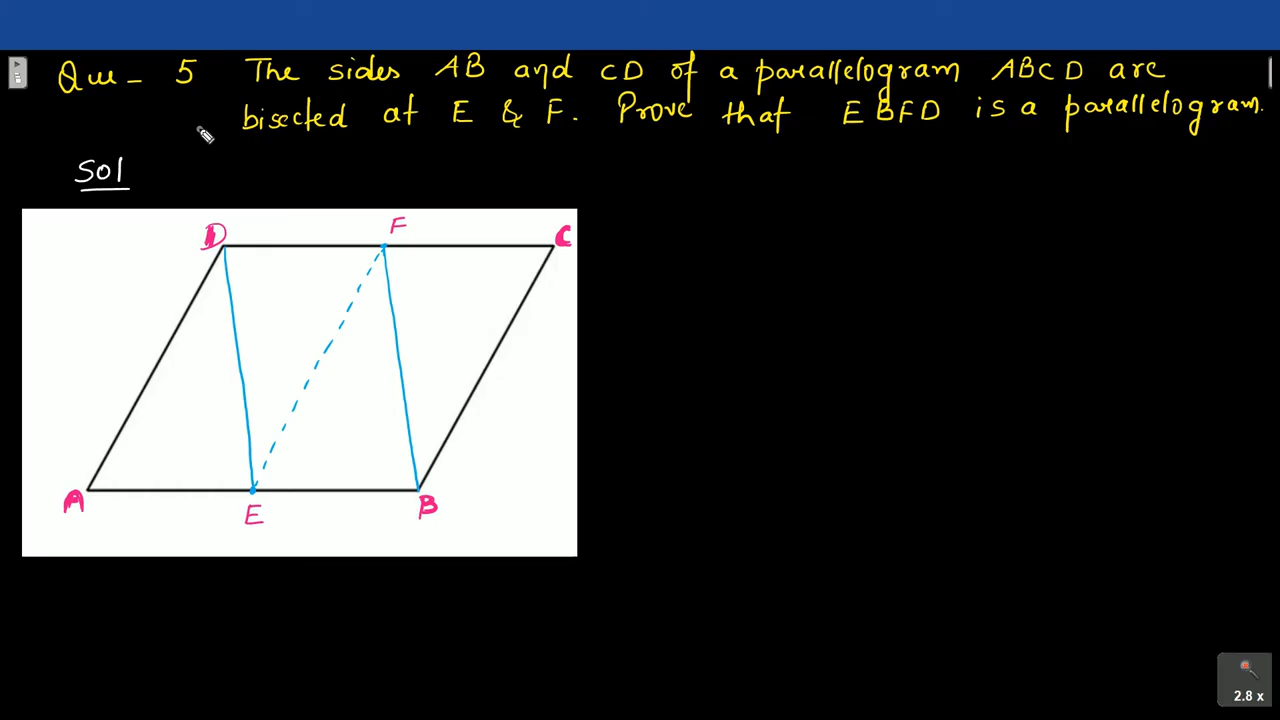 Que - 5 The sides AB and CD of a parallelogram ABCD are
bisected at E & F. Prove that EBFD is a parallelogram.
Sol
D F C
A E B
2.8 x